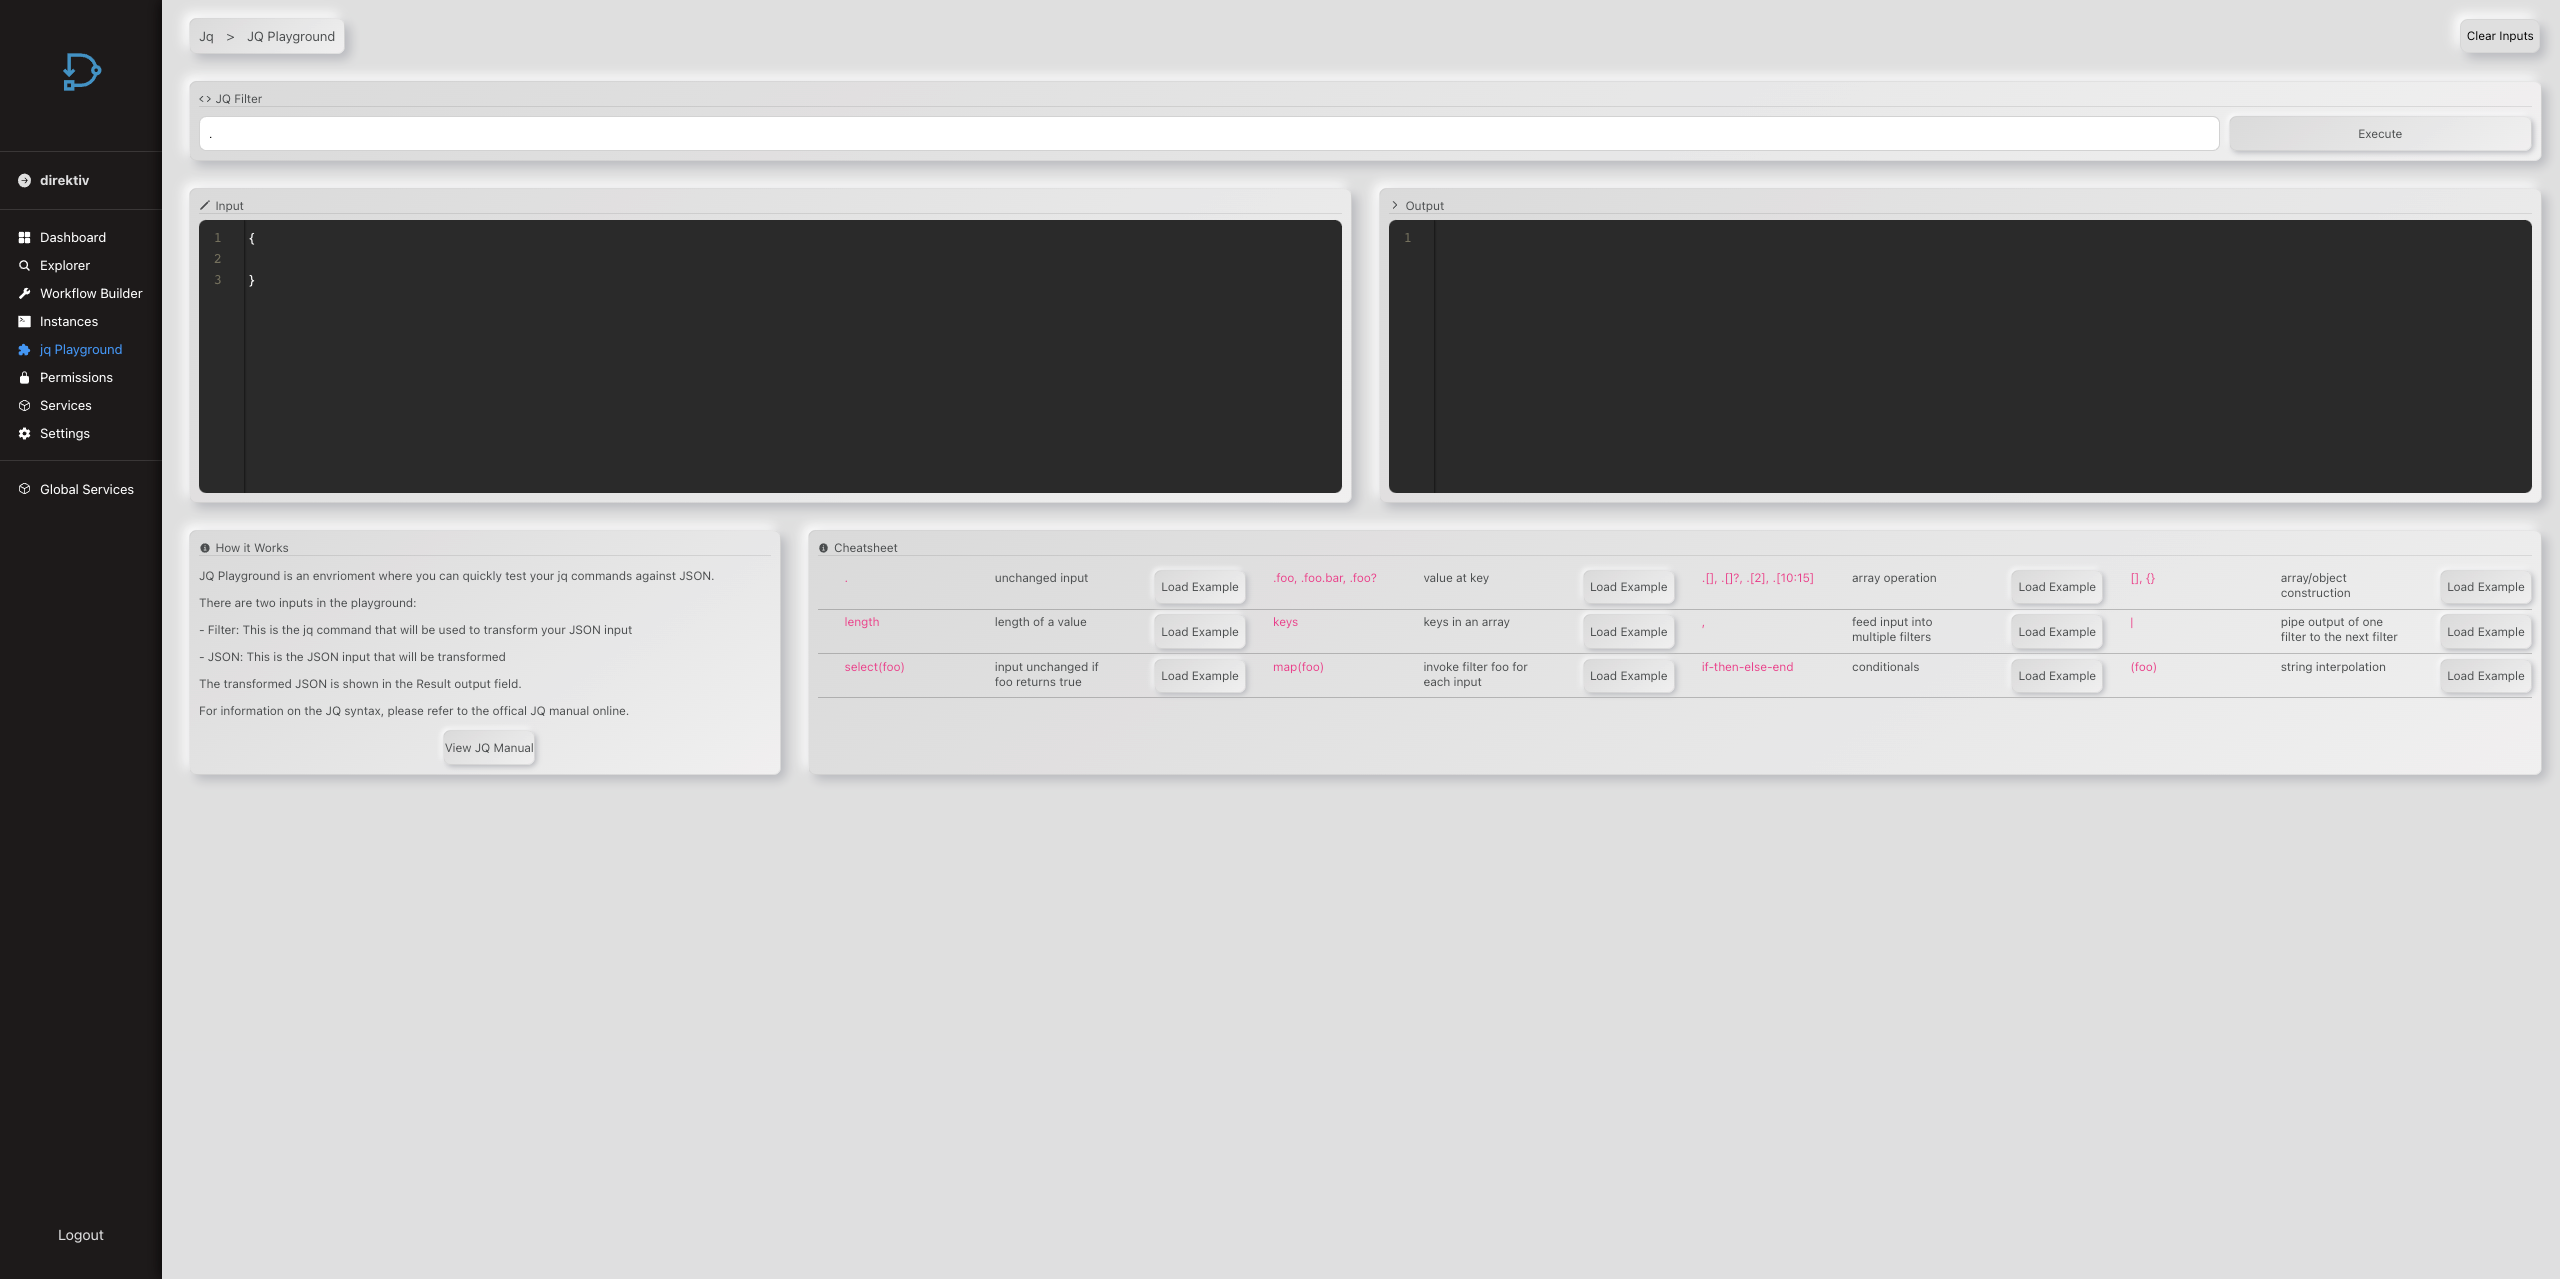 direktiv
Dashboard
Explorer
Workflow Builder
Instances
jq Playground
Permissions
Services
Settings
Global Services
Logout
Jq > JQ Playground
Clear Inputs
<> JQ Filter
.
Execute
Input
1 {
2
3 }
Output
1
How it Works
JQ Playground is an envrioment where you can quickly test your jq commands against JSON.
There are two inputs in the playground:
- Filter: This is the jq command that will be used to transform your JSON input
- JSON: This is the JSON input that will be transformed
The transformed JSON is shown in the Result output field.
For information on the JQ syntax, please refer to the offical JQ manual online.
View JQ Manual
Cheatsheet
. unchanged input Load Example
.foo, .foo.bar, .foo? value at key Load Example
.[], .[]?, .[2], .[10:15] array operation Load Example
[], {} array/object
construction Load Example
length length of a value Load Example
keys keys in an array Load Example
, feed input into
multiple filters Load Example
| pipe output of one
filter to the next filter Load Example
select(foo) input unchanged if
foo returns true Load Example
map(foo) invoke filter foo for
each input Load Example
if-then-else-end conditionals Load Example
(foo) string interpolation Load Example